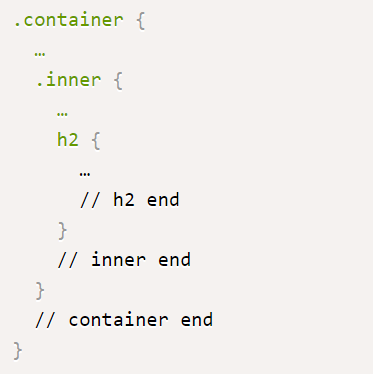 .container {
…
.inner {
…
h2 {
…
// h2 end
}
// inner end
}
// container end
}